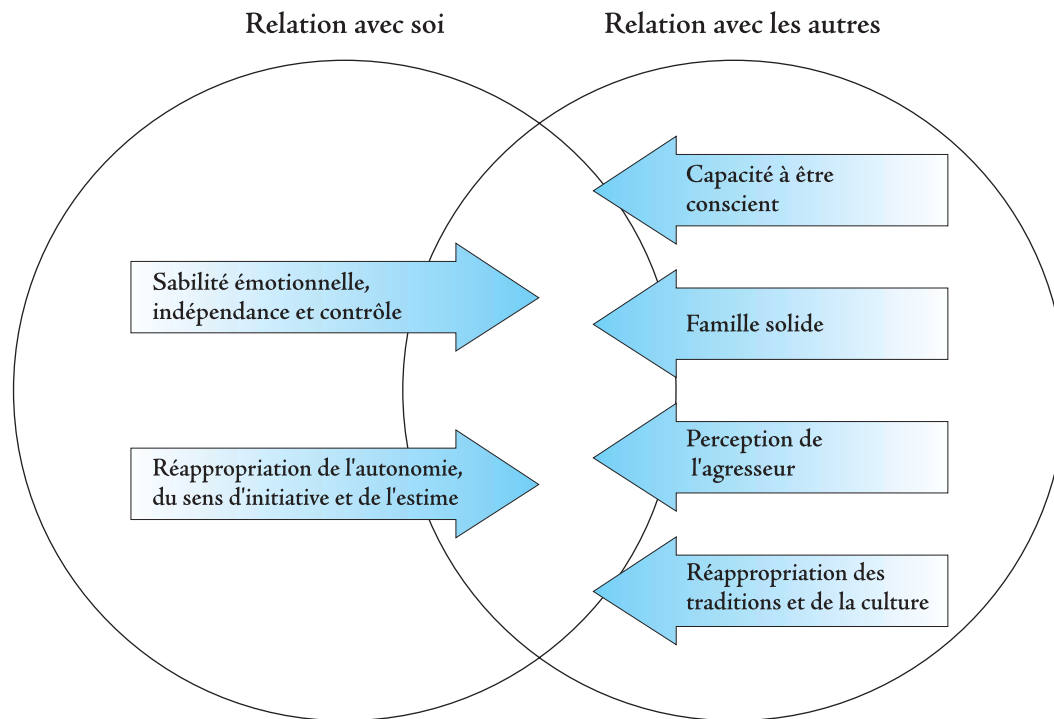 Relation avec soi
Relation avec les autres
Capacité à être
conscient
Sabilité émotionnelle,
indépendance et contrôle
Famille solide
Perception de
l'agresseur
Réappropriation de l'autonomie,
du sens d'initiative et de l'estime
Réappropriation des
traditions et de la culture